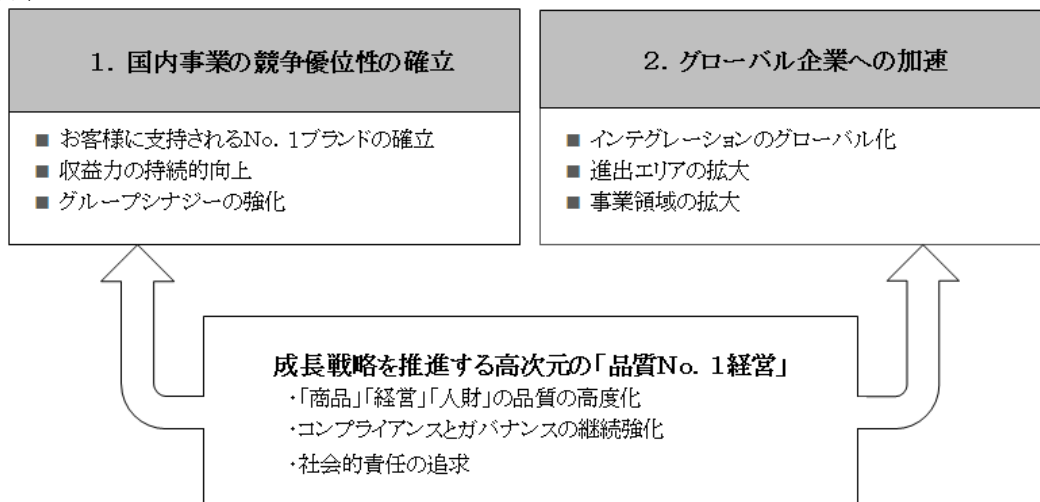 1. 国内事業の競争優位性の確立
■ お客様に支持されるNo. 1ブランドの確立
■ 収益力の持続的向上
■ グループシナジーの強化
2. グローバル企業への加速
■ インテグレーションのグローバル化
■ 進出エリアの拡大
■ 事業領域の拡大
成長戦略を推進する高次元の「品質No. 1経営」
・「商品」「経営」「人財」の品質の高度化
・コンプライアンスとガバナンスの継続強化
・社会的責任の追求